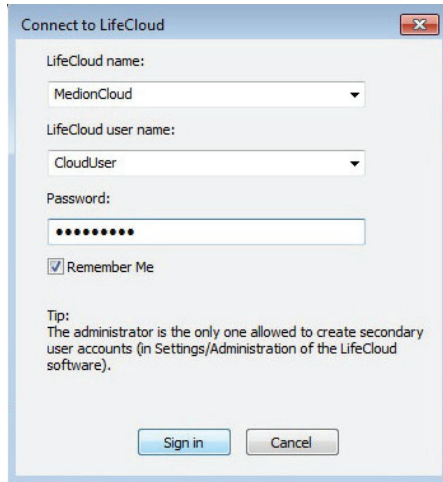 Connect to LifeCloud
LifeCloud name:
MedionCloud
LifeCloud user name:
CloudUser
Password:
•••••••••
Remember Me
Tip:
The administrator is the only one allowed to create secondary
user accounts (in Settings/Administration of the LifeCloud
software).
Sign in Cancel